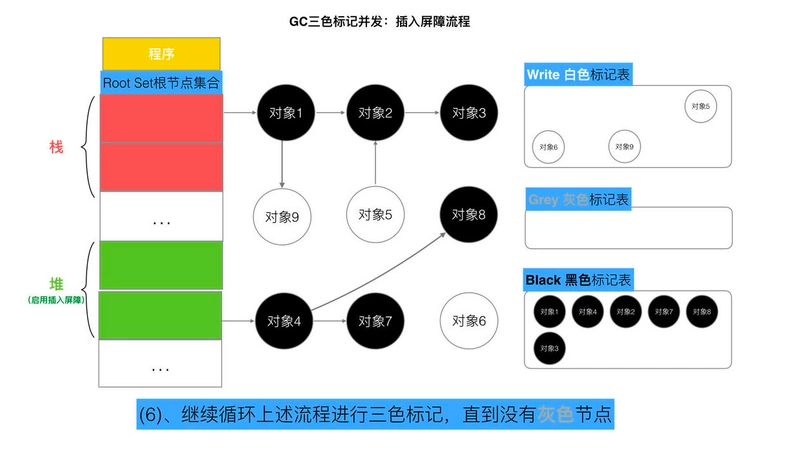 GC三色标记并发：插入屏障流程
程序
Root Set根节点集合
栈
...
堆
(启用插入屏障)
...
对象1
对象2
对象3
对象9
对象5
对象8
对象4
对象7
对象6
Write 白色标记表
对象5
对象6
对象9
Grey 灰色标记表
Black 黑色标记表
对象1
对象4
对象2
对象7
对象8
对象3
(6)、继续循环上述流程进行三色标记，直到没有灰色节点